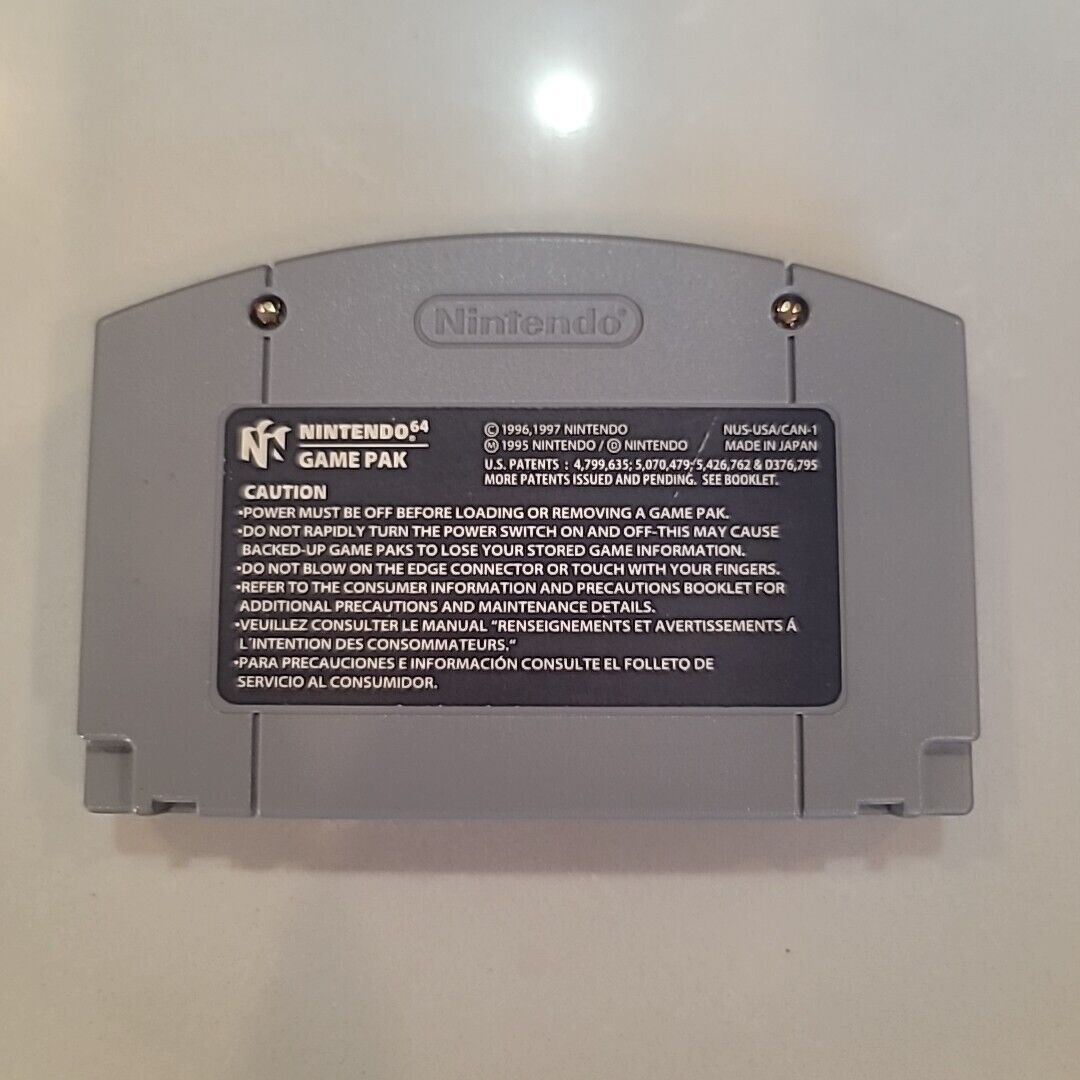 Nintendo®
NINTENDO®64
GAME PAK
© 1996,1997 NINTENDO
Ⓜ 1995 NINTENDO / Ⓓ NINTENDO
NUS-USA/CAN-1
MADE IN JAPAN
U.S. PATENTS : 4,799,635; 5,070,479; 5,426,762 & D376,795
MORE PATENTS ISSUED AND PENDING. SEE BOOKLET.
CAUTION
•POWER MUST BE OFF BEFORE LOADING OR REMOVING A GAME PAK.
•DO NOT RAPIDLY TURN THE POWER SWITCH ON AND OFF-THIS MAY CAUSE
BACKED-UP GAME PAKS TO LOSE YOUR STORED GAME INFORMATION.
•DO NOT BLOW ON THE EDGE CONNECTOR OR TOUCH WITH YOUR FINGERS.
•REFER TO THE CONSUMER INFORMATION AND PRECAUTIONS BOOKLET FOR
ADDITIONAL PRECAUTIONS AND MAINTENANCE DETAILS.
•VEUILLEZ CONSULTER LE MANUAL "RENSEIGNEMENTS ET AVERTISSEMENTS Á
L'INTENTION DES CONSOMMATEURS."
•PARA PRECAUCIONES E INFORMACIÓN CONSULTE EL FOLLETO DE
SERVICIO AL CONSUMIDOR.